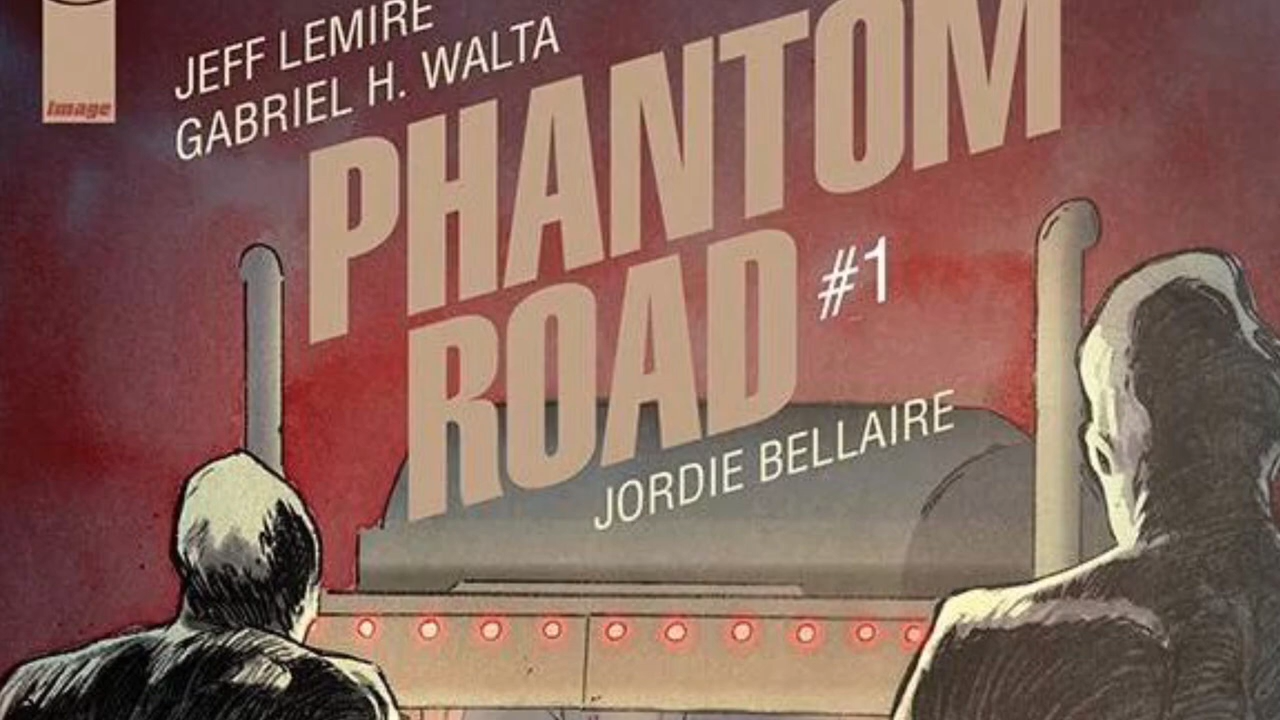 Image
JEFF LEMIRE
GABRIEL H. WALTA
PHANTOM
ROAD #1
JORDIE BELLAIRE